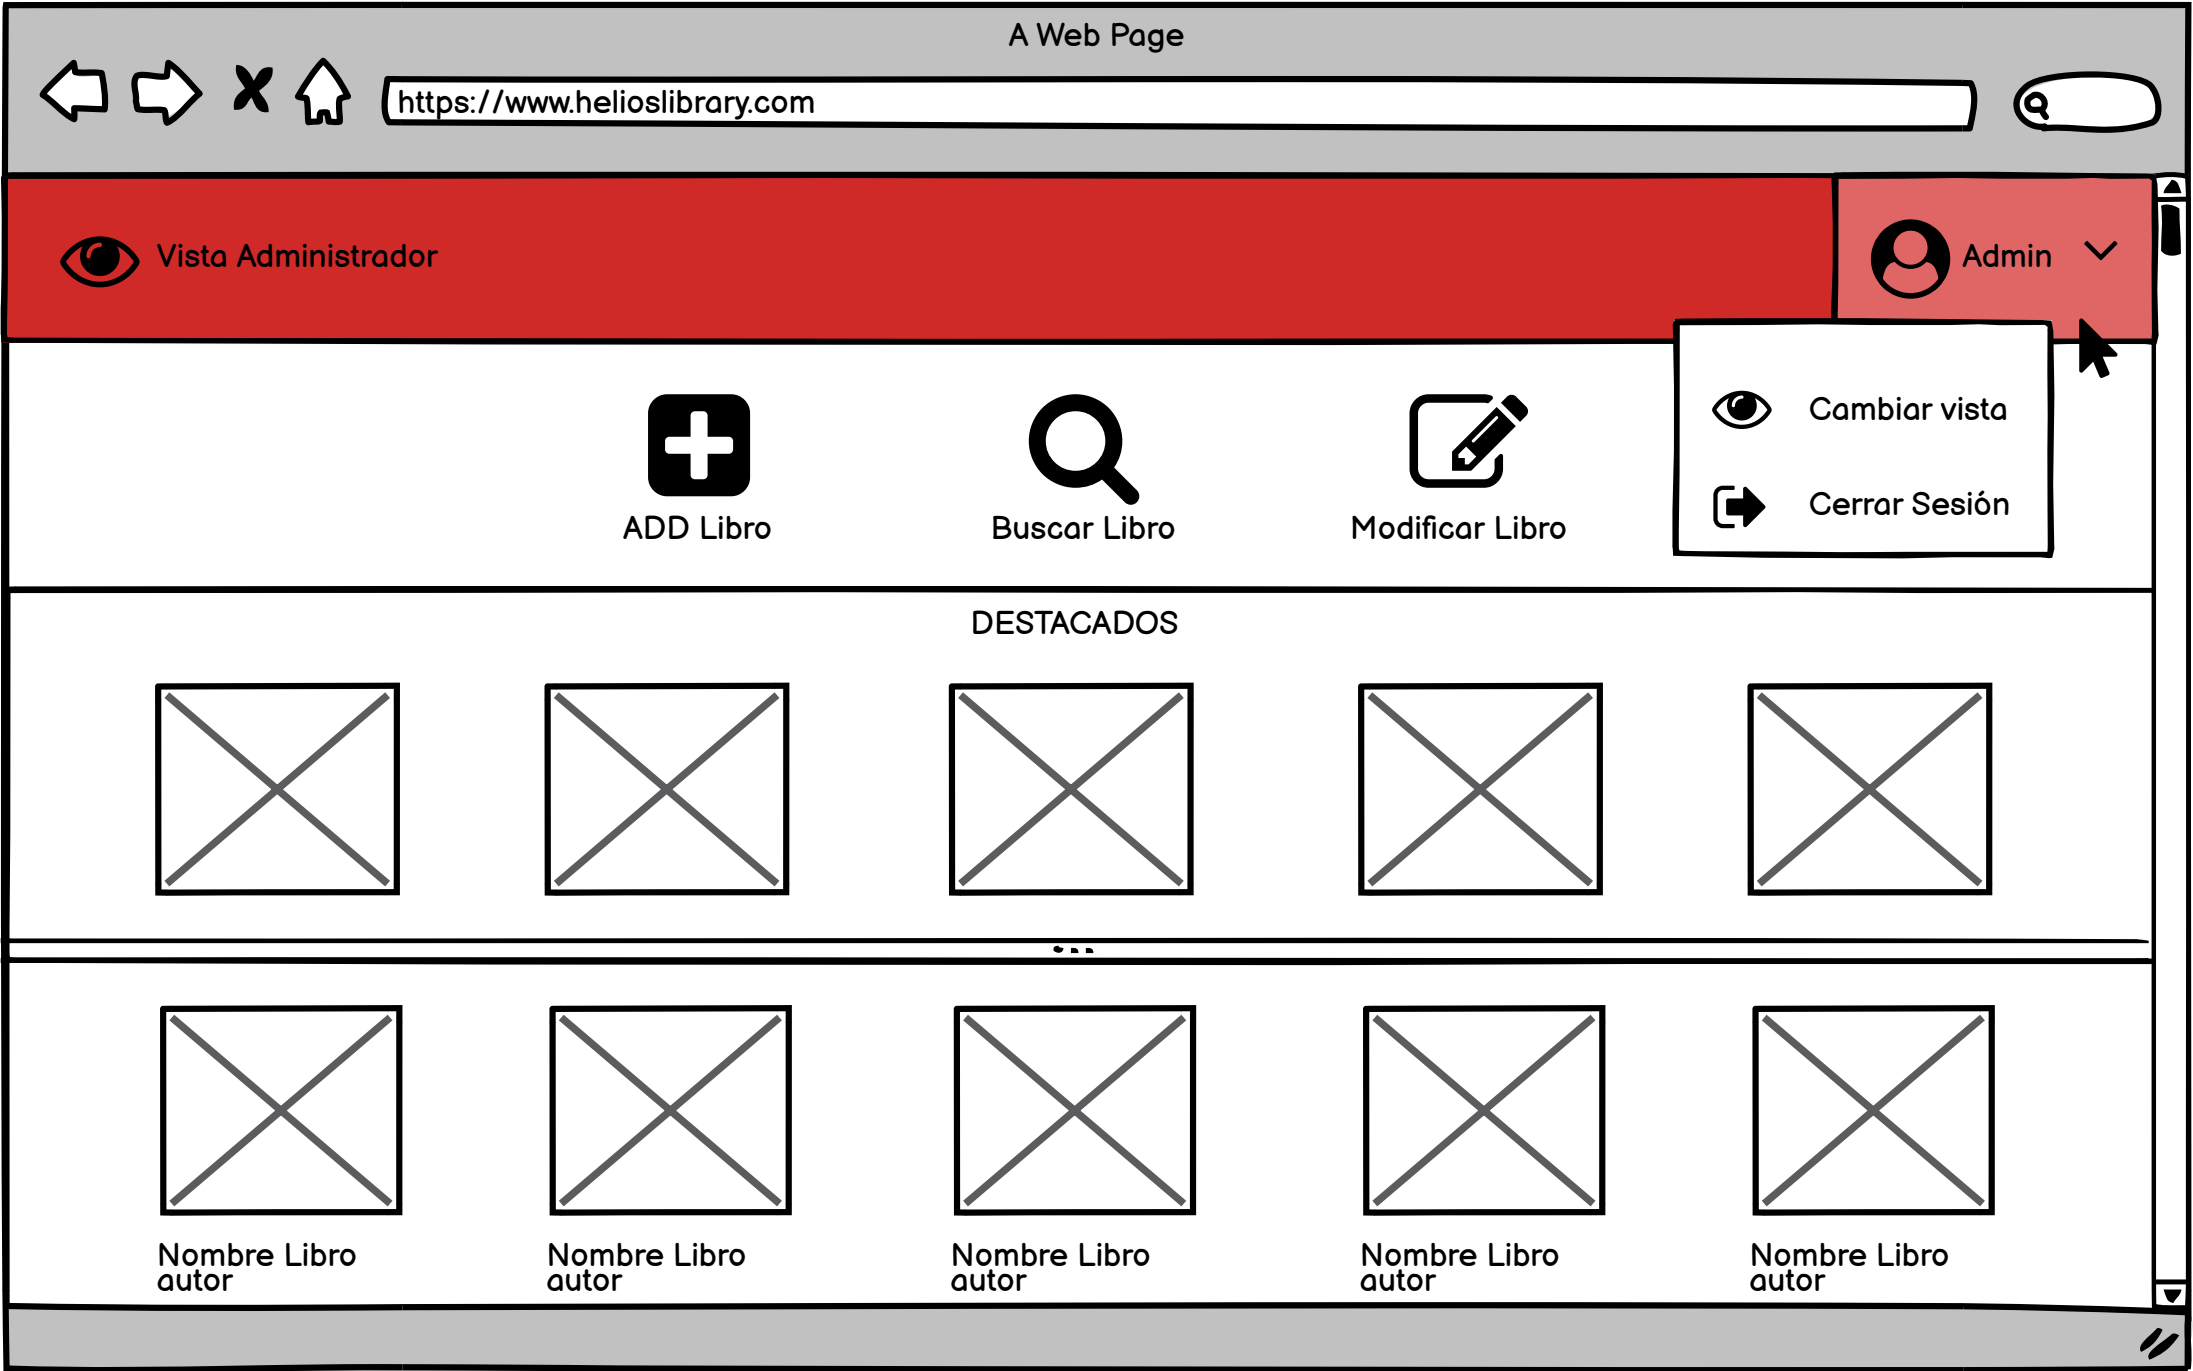 A Web Page
https://www.helioslibrary.com
Vista Administrador
Admin
Cambiar vista
Cerrar Sesión
ADD Libro
Buscar Libro
Modificar Libro
DESTACADOS
Nombre Libro
autor
Nombre Libro
autor
Nombre Libro
autor
Nombre Libro
autor
Nombre Libro
autor